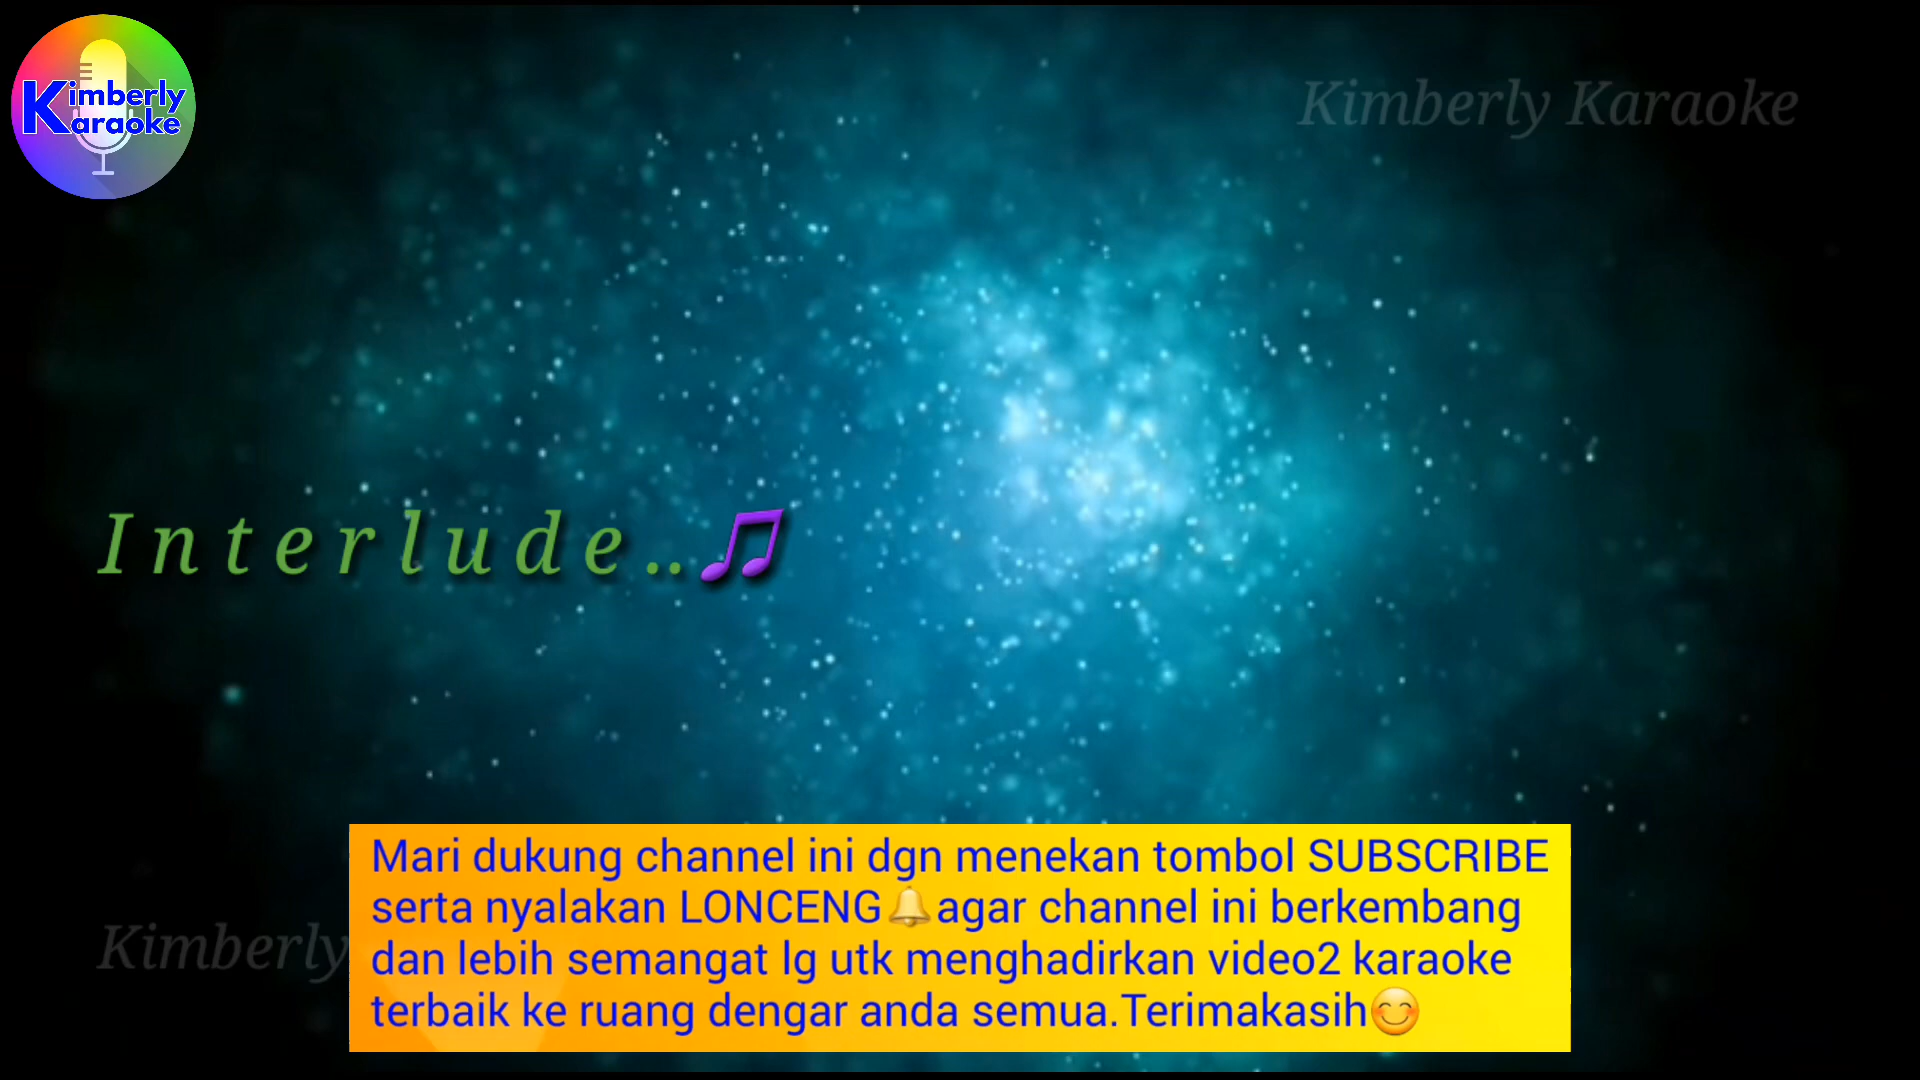 Kimberly
Karaoke
Kimberly Karaoke
Interlude..🎵
Mari dukung channel ini dgn menekan tombol SUBSCRIBE
serta nyalakan LONCENG🔔agar channel ini berkembang
dan lebih semangat lg utk menghadirkan video2 karaoke
terbaik ke ruang dengar anda semua.Terimakasih😊
Kimberly